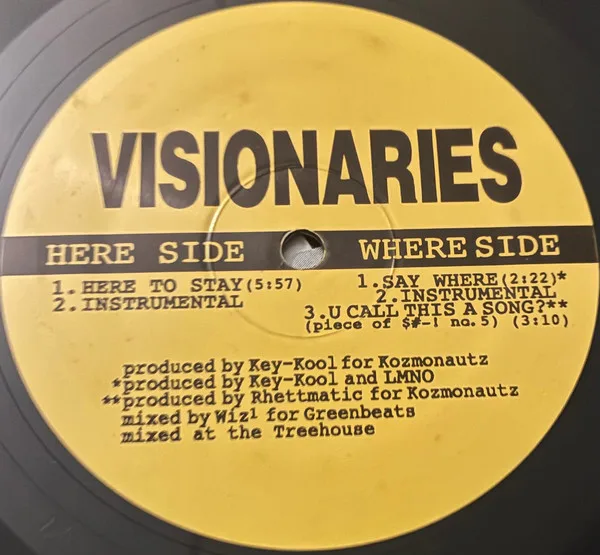 VISIONARIES
HERE SIDE
1.HERE TO STAY(5:57)
2.INSTRUMENTAL
WHERE SIDE
1.SAY WHERE(2:22)*
2.INSTRUMENTAL
3.U CALL THIS A SONG?**
(piece of $#-! no.5) (3:10)
produced by Key-Kool for Kozmonautz
*produced by Key-Kool and LMNO
**produced by Rhettmatic for Kozmonautz
mixed by Wiz1 for Greenbeats
mixed at the Treehouse